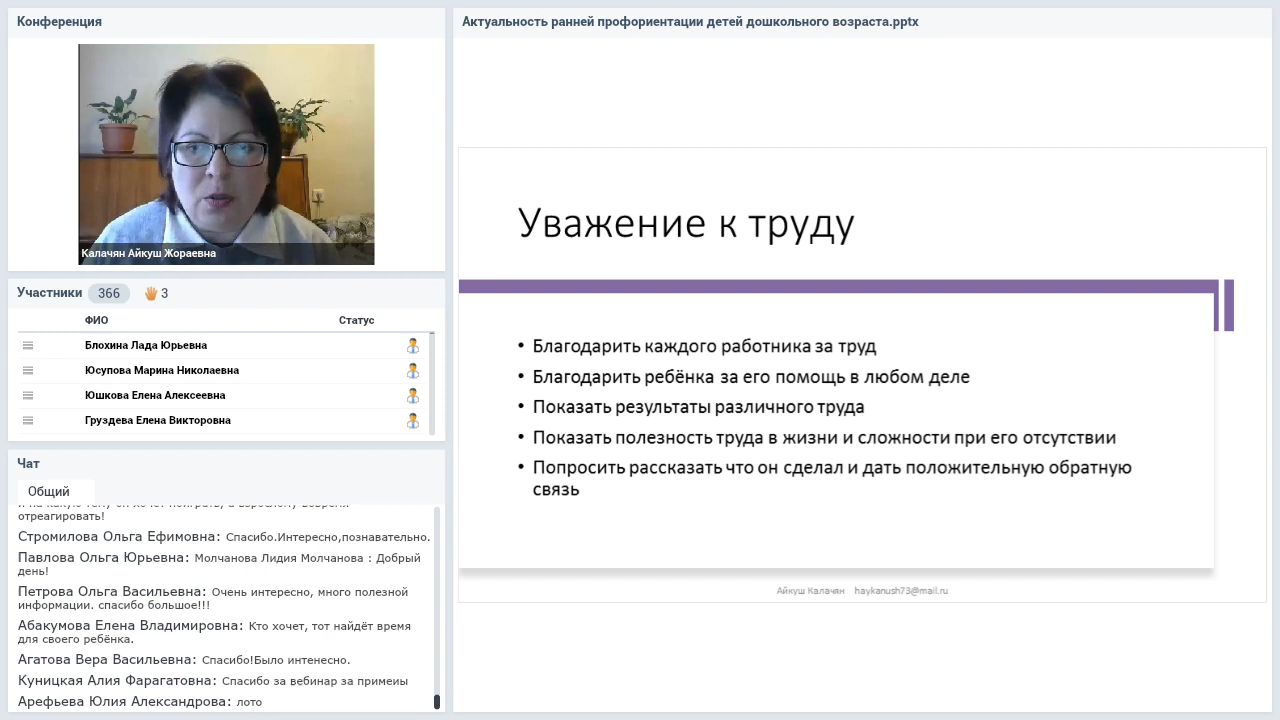 Конференция
Калачян Айкуш Жораевна
Участники 366 3
ФИО Статус
Блохина Лада Юрьевна
Юсупова Марина Николаевна
Юшкова Елена Алексеевна
Груздева Елена Викторовна
Чат
Общий
отреагировать!
Стромилова Ольга Ефимовна: Спасибо.Интересно,познавательно.
Павлова Ольга Юрьевна: Молчанова Лидия Молчанова : Добрый
день!
Петрова Ольга Васильевна: Очень интересно, много полезной
информации. спасибо большое!!!
Абакумова Елена Владимировна: Кто хочет, тот найдёт время
для своего ребёнка.
Агатова Вера Васильевна: Спасибо!Было интенесно.
Куницкая Алия Фарагатовна: Спасибо за вебинар за примеиы
Арефьева Юлия Александрова: лото
Актуальность ранней профориентации детей дошкольного возраста.pptx
Уважение к труду
• Благодарить каждого работника за труд
• Благодарить ребёнка за его помощь в любом деле
• Показать результаты различного труда
• Показать полезность труда в жизни и сложности при его отсутствии
• Попросить рассказать что он сделал и дать положительную обратную
связь
Айкуш Калачян haykanush73@mail.ru